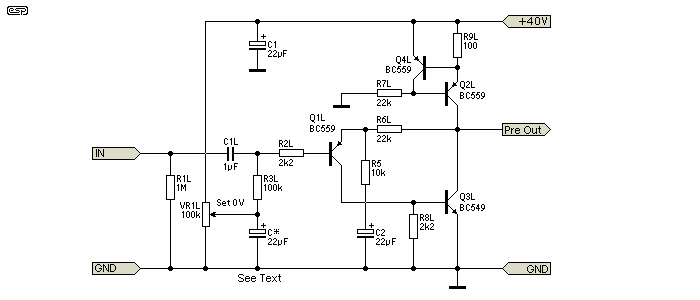 esp
+40V
C1
22µF
R9L
100
Q4L
BC559
R7L
22k
Q2L
BC559
Q1L
BC559
R6L
22k
Pre Out
IN
C1L
1µF
R2L
2k2
R1L
1M
R3L
100k
R5
10k
VR1L
100k
Set 0V
Q3L
BC549
C*
22µF
C2
22µF
R8L
2k2
GND
GND
See Text